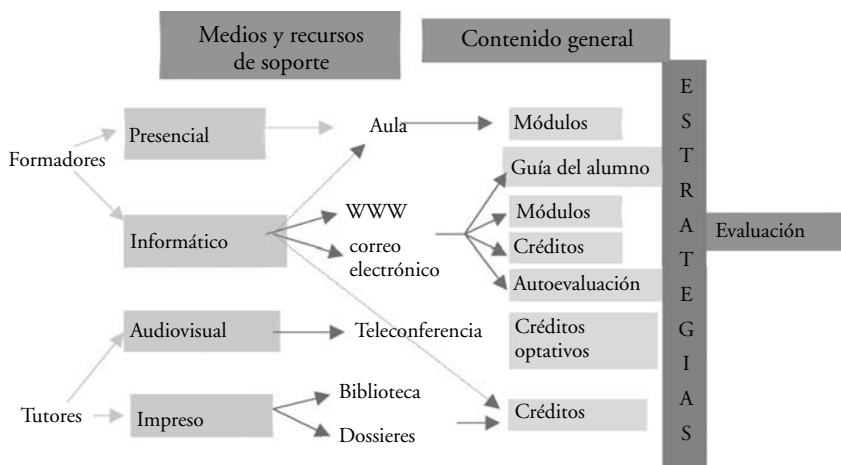 Medios y recursos
de soporte
Contenido general
Formadores
Presencial
Aula
Módulos
Guía del alumno
Informático
WWW
correo
electrónico
Módulos
Créditos
Autoevaluación
Audiovisual
Teleconferencia
Créditos
optativos
Tutores
Impreso
Biblioteca
Dossieres
Créditos
E
S
T
R
A
T
E
G
I
A
S
Evaluación